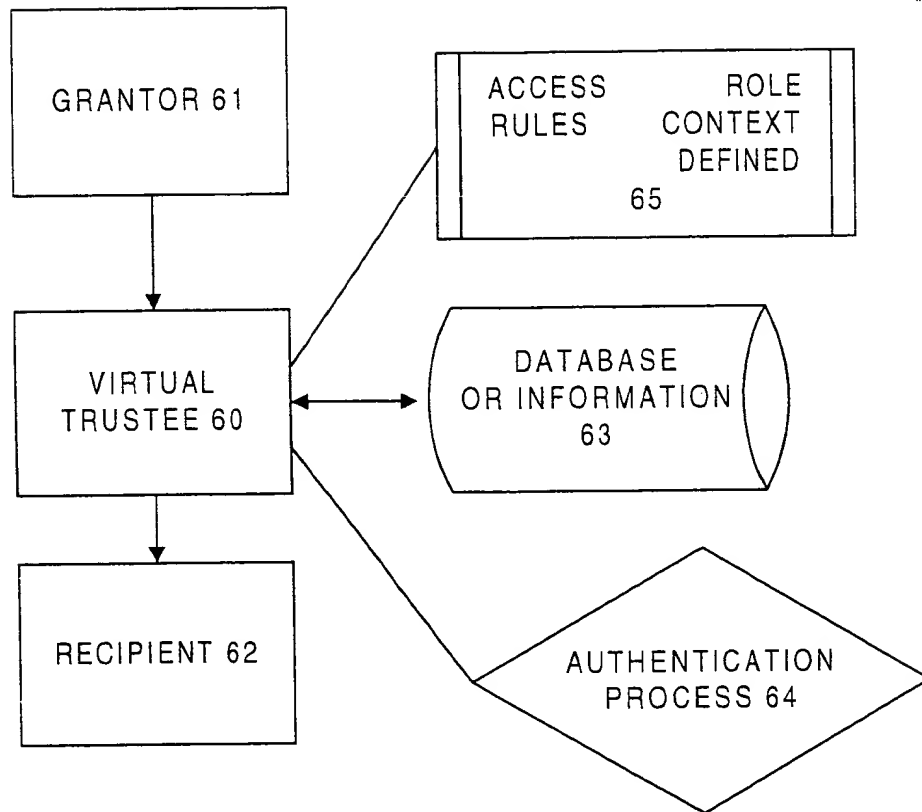 GRANTOR 61
ACCESS ROLE
RULES CONTEXT
DEFINED
65
VIRTUAL
TRUSTEE 60
DATABASE
OR INFORMATION
63
RECIPIENT 62
AUTHENTICATION
PROCESS 64